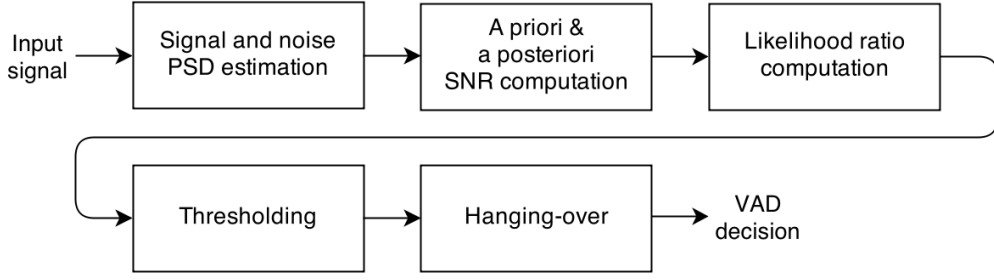 Input
signal
Signal and noise
PSD estimation
A priori &
a posteriori
SNR computation
Likelihood ratio
computation
Thresholding
Hanging-over
VAD
decision